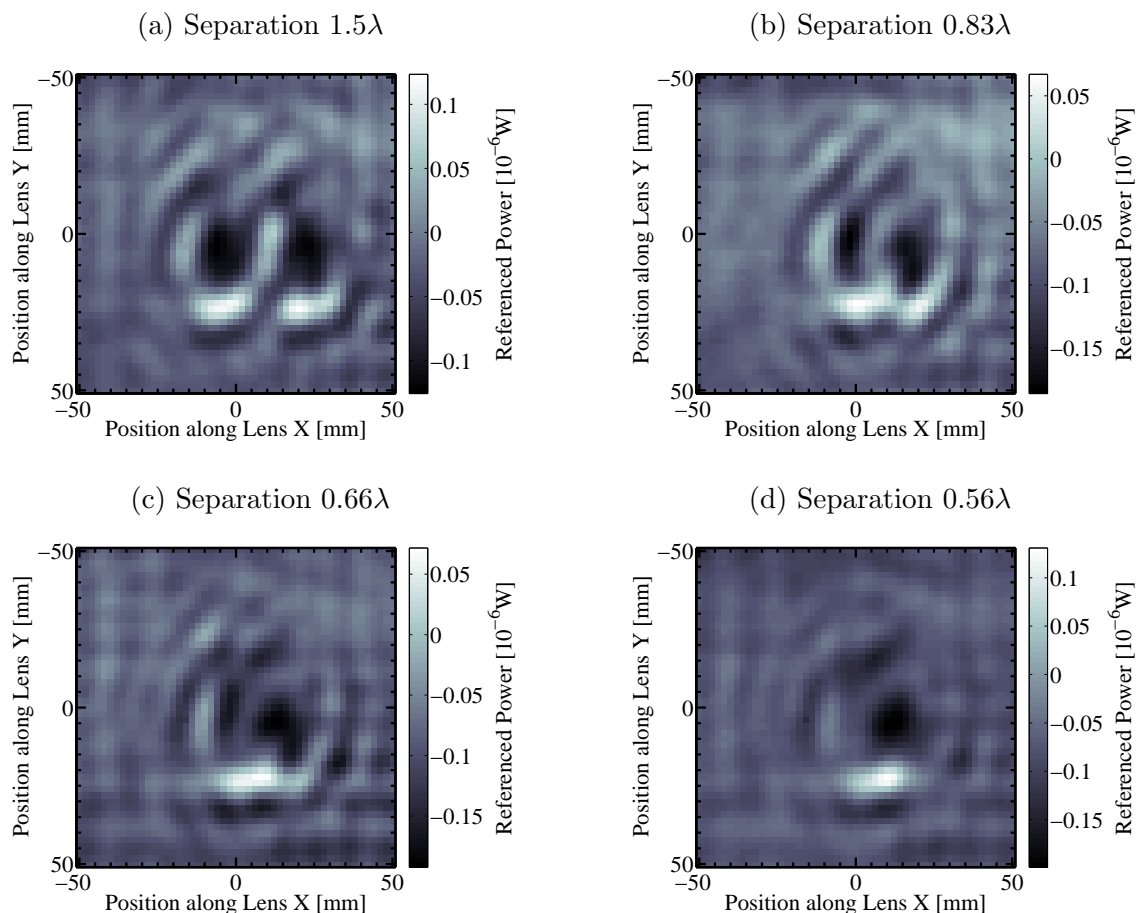 (a) Separation 1.5λ
(b) Separation 0.83λ
−50
0
50
−50
0
50
Position along Lens Y [mm]
Position along Lens X [mm]
0.1
0.05
0
−0.05
−0.1
Referenced Power [10⁻⁶W]
−50
0
50
−50
0
50
Position along Lens Y [mm]
Position along Lens X [mm]
0.05
0
−0.05
−0.1
−0.15
Referenced Power [10⁻⁶W]
(c) Separation 0.66λ
(d) Separation 0.56λ
−50
0
50
−50
0
50
Position along Lens Y [mm]
Position along Lens X [mm]
0.05
0
−0.05
−0.1
−0.15
Referenced Power [10⁻⁶W]
−50
0
50
−50
0
50
Position along Lens Y [mm]
Position along Lens X [mm]
0.1
0.05
0
−0.05
−0.1
−0.15
Referenced Power [10⁻⁶W]